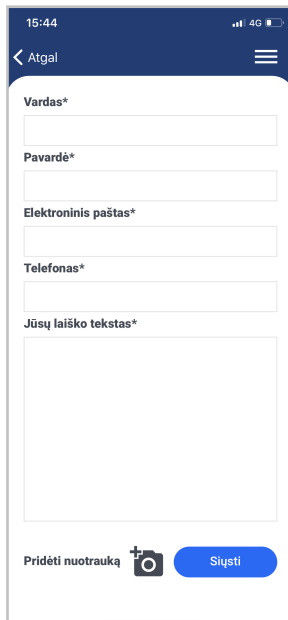 15:44
4G
Atgal
Vardas*
Pavardė*
Elektroninis paštas*
Telefonas*
Jūsų laiško tekstas*
Pridėti nuotrauką
Siųsti